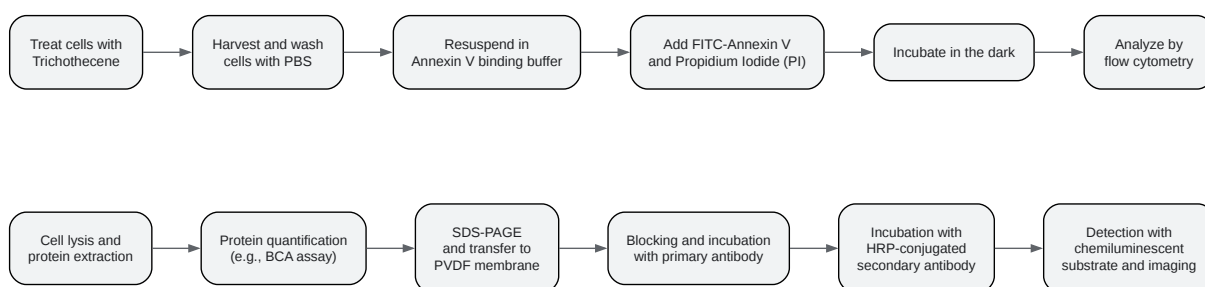 Treat cells with
Trichothecene
Harvest and wash
cells with PBS
Resuspend in
Annexin V binding buffer
Add FITC-Annexin V
and Propidium Iodide (PI)
Incubate in the dark
Analyze by
flow cytometry
Cell lysis and
protein extraction
Protein quantification
(e.g., BCA assay)
SDS-PAGE
and transfer to
PVDF membrane
Blocking and incubation
with primary antibody
Incubation with
HRP-conjugated
secondary antibody
Detection with
chemiluminescent
substrate and imaging